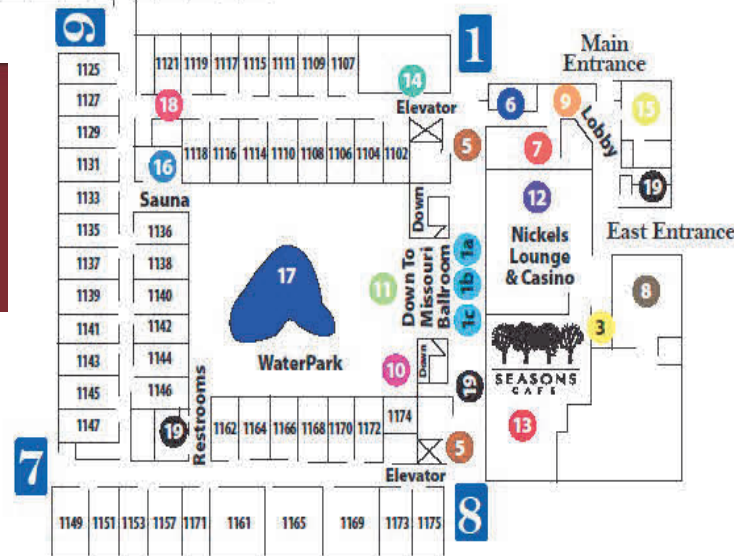 9
1
Main
Entrance
1125
1121 1119 1117 1115 1111 1109 1107
14
6
9
15
1127
18
Elevator
Lobby
1129
5
7
1131
16
1118 1116 1114 1110 1108 1106 1104 1102
12
19
1133
Sauna
Down
1135
1136
Nickels
Lounge
& Casino
East Entrance
1137
1138
17
11
Down To
Missouri
Ballroom
1a
1b
1c
8
1139
1140
1141
1142
3
1143
1144
WaterPark
10
Down
SEASONS
CAFE
1145
1146
19
1147
19
Restrooms
1162 1164 1166 1168 1170 1172
1174
13
5
7
Elevator
8
1149 1151 1153 1157 1171 1161 1165 1169 1173 1175